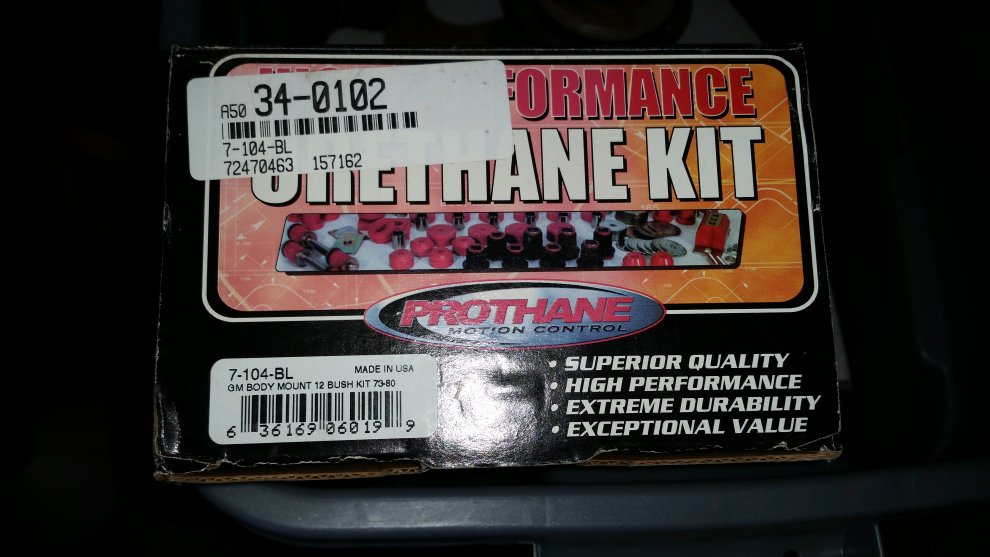 A50 34-0102
7-104-BL
72470463 157162
FORMANCE
URETHANE KIT
PROTHANE
MOTION CONTROL
7-104-BL MADE IN USA
GM BODY MOUNT 12 BUSH KIT 73-80
6 36169 06019 9
• SUPERIOR QUALITY
• HIGH PERFORMANCE
• EXTREME DURABILITY
• EXCEPTIONAL VALUE